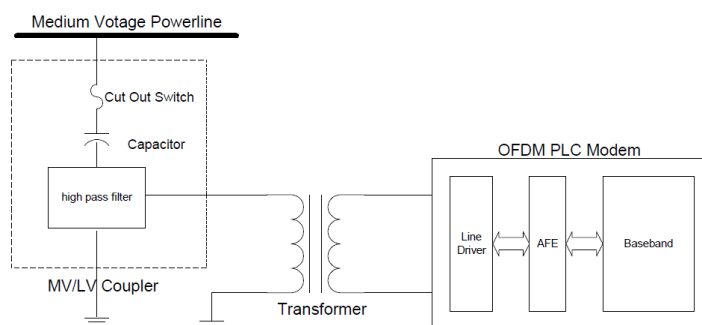 Medium Votage Powerline
Cut Out Switch
Capacitor
high pass filter
MV/LV Coupler
Transformer
OFDM PLC Modem
Line
Driver
AFE
Baseband